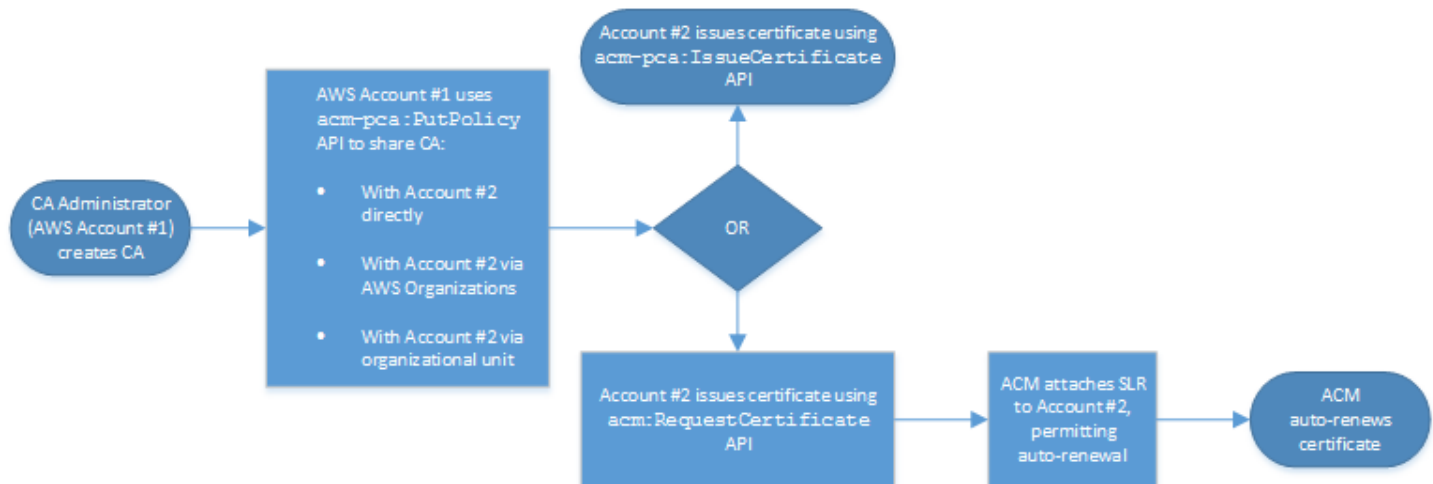 CA Administrator
(AWS Account #1)
creates CA
AWS Account #1 uses
acm-pca:PutPolicy
API to share CA:
• With Account #2
directly
• With Account #2 via
AWS Organizations
• With Account #2 via
organizational unit
OR
Account #2 issues certificate using
acm-pca:IssueCertificate
API
Account #2 issues certificate using
acm:RequestCertificate
API
ACM attaches SLR
to Account #2,
permitting
auto-renewal
ACM
auto-renews
certificate